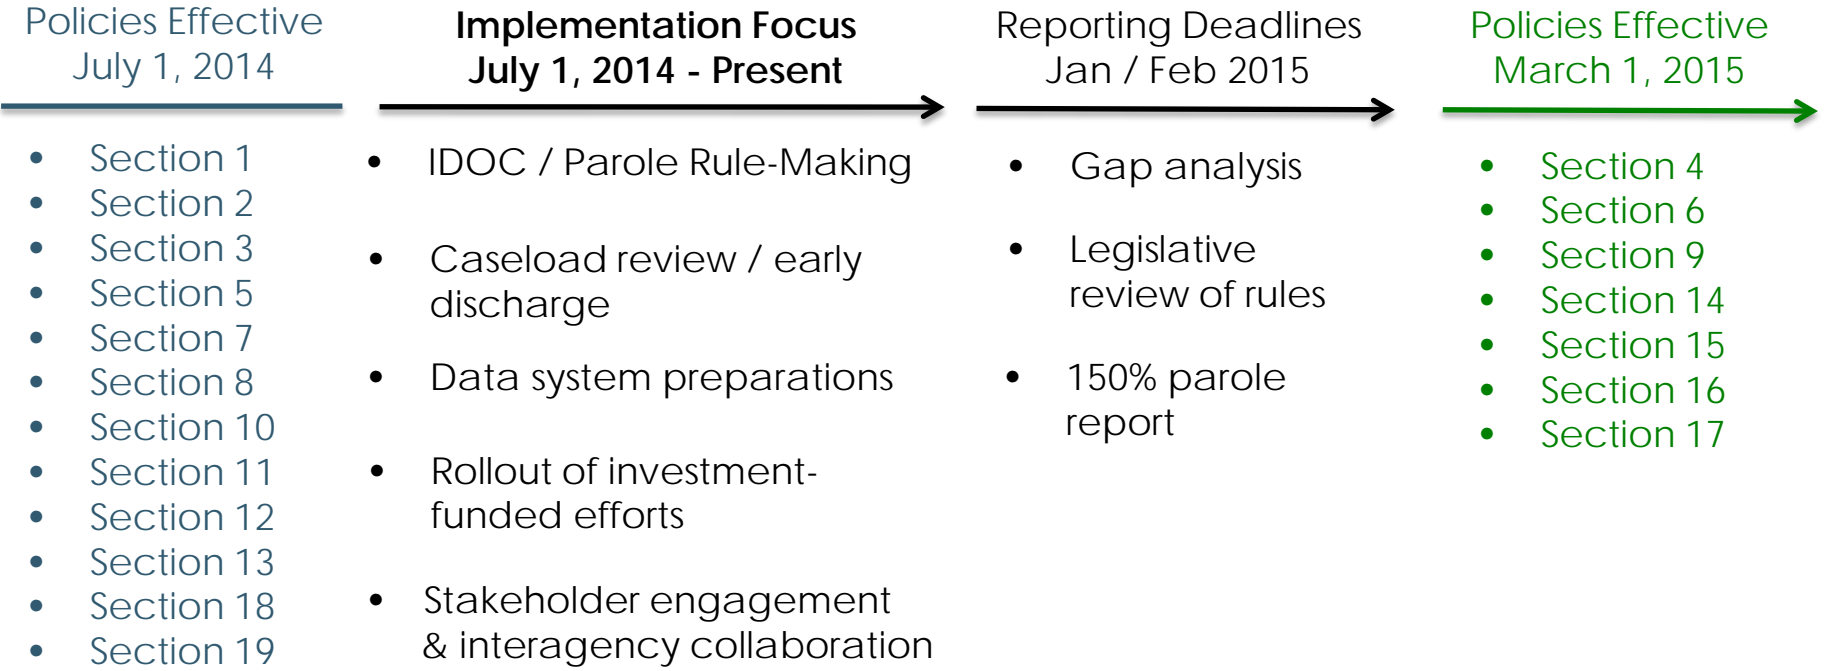 Policies Effective
July 1, 2014
• Section 1
• Section 2
• Section 3
• Section 5
• Section 7
• Section 8
• Section 10
• Section 11
• Section 12
• Section 13
• Section 18
• Section 19
Implementation Focus
July 1, 2014 - Present
• IDOC / Parole Rule-Making
• Caseload review / early
discharge
• Data system preparations
• Rollout of investment-
funded efforts
• Stakeholder engagement
& interagency collaboration
Reporting Deadlines
Jan / Feb 2015
• Gap analysis
• Legislative
review of rules
• 150% parole
report
Policies Effective
March 1, 2015
• Section 4
• Section 6
• Section 9
• Section 14
• Section 15
• Section 16
• Section 17